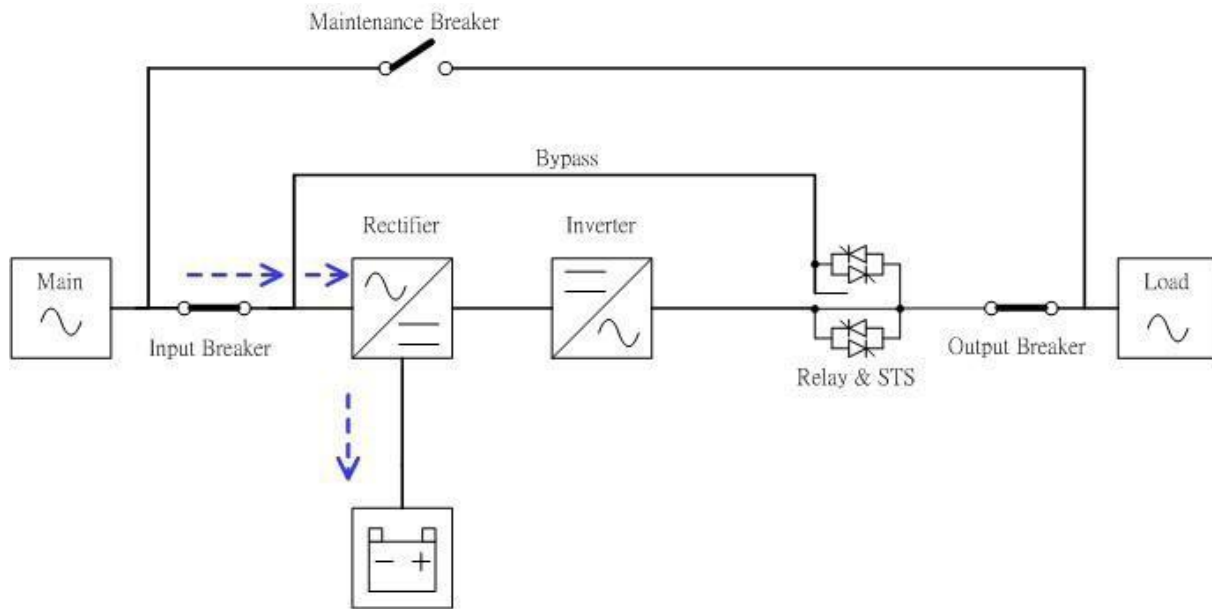 Maintenance Breaker
Bypass
Rectifier
Inverter
Main
Load
Input Breaker
Output Breaker
Relay & STS